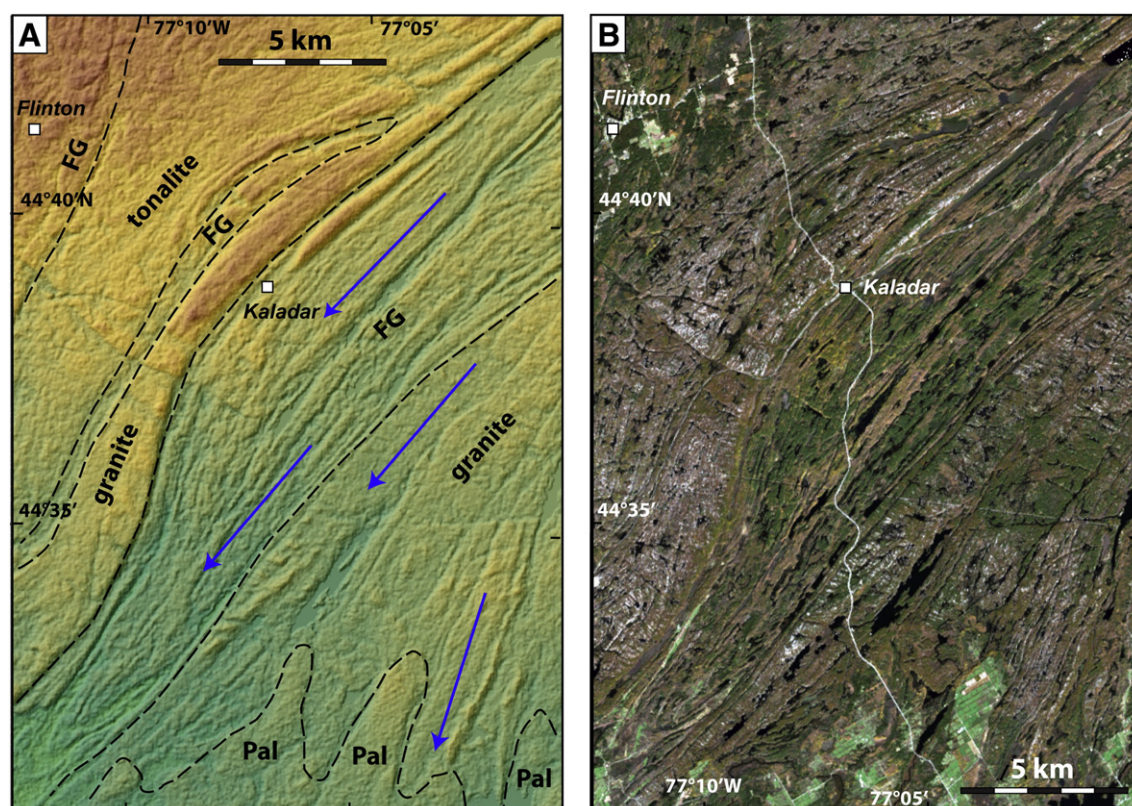 A
77°10'W
77°05'
5 km
Flinton
FG
tonalite
44°40'N
FG
Kaladar
FG
granite
granite
44°35'
Pal
Pal
Pal
B
Flinton
44°40'N
Kaladar
44°35'
77°10'W
77°05'
5 km